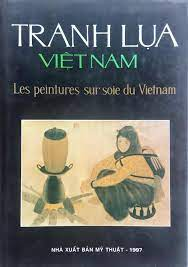 TRANH LỤA
VIỆT NAM
Les peintures sur soie du Vietnam
NHÀ XUẤT BẢN MỸ THUẬT - 1997